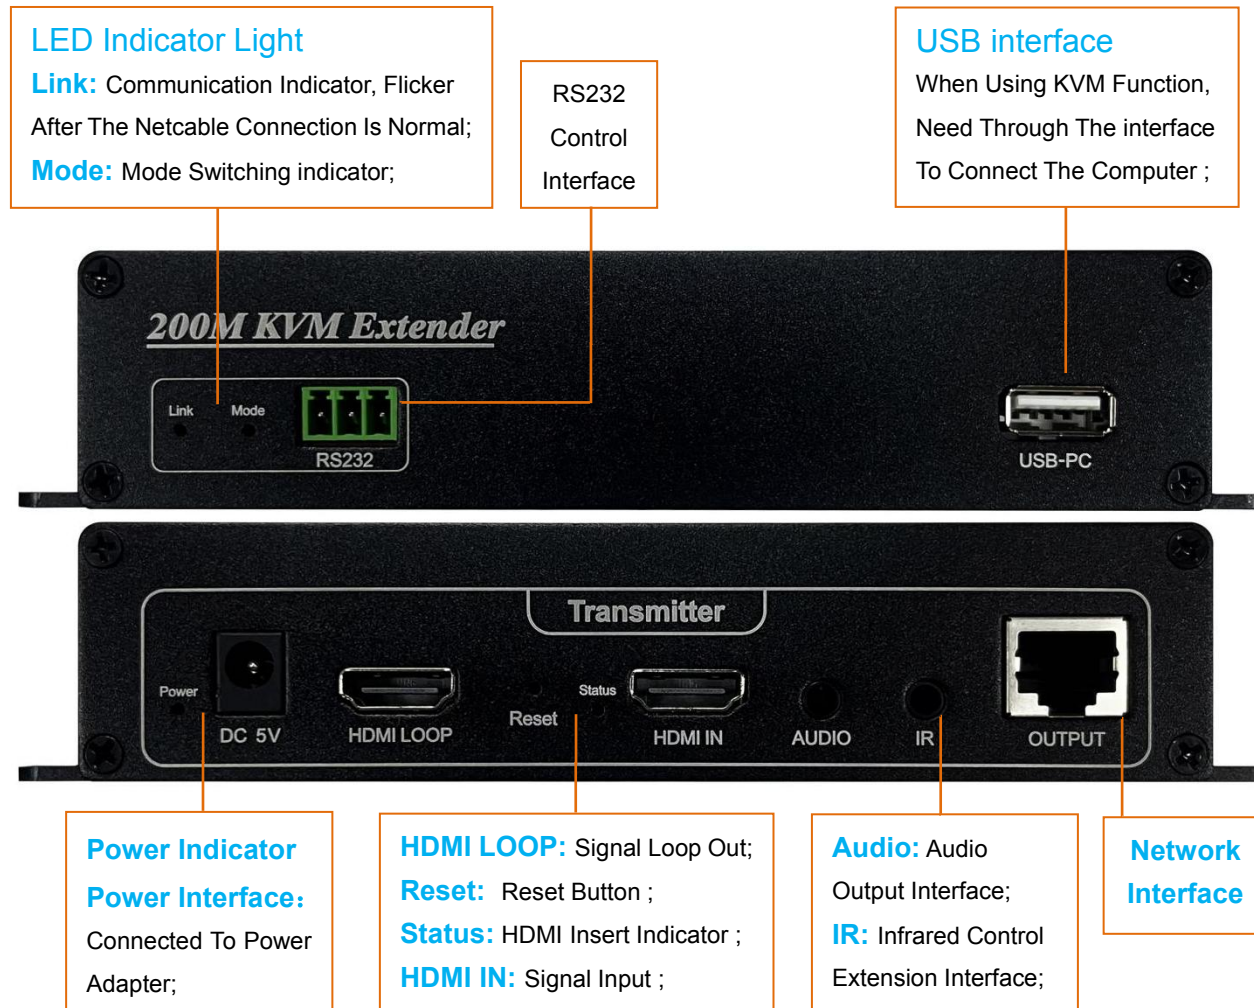 LED Indicator Light
Link: Communication Indicator, Flicker
After The Netcable Connection Is Normal;
Mode: Mode Switching indicator;
RS232
Control
Interface
USB interface
When Using KVM Function,
Need Through The interface
To Connect The Computer ;
200M KVM Extender
Link
Mode
RS232
USB-PC
Transmitter
Power
DC 5V
HDMI LOOP
Reset
Status
HDMI IN
AUDIO
IR
OUTPUT
Power Indicator
Power Interface:
Connected To Power
Adapter;
HDMI LOOP: Signal Loop Out;
Reset: Reset Button ;
Status: HDMI Insert Indicator ;
HDMI IN: Signal Input ;
Audio: Audio
Output Interface;
IR: Infrared Control
Extension Interface;
Network
Interface